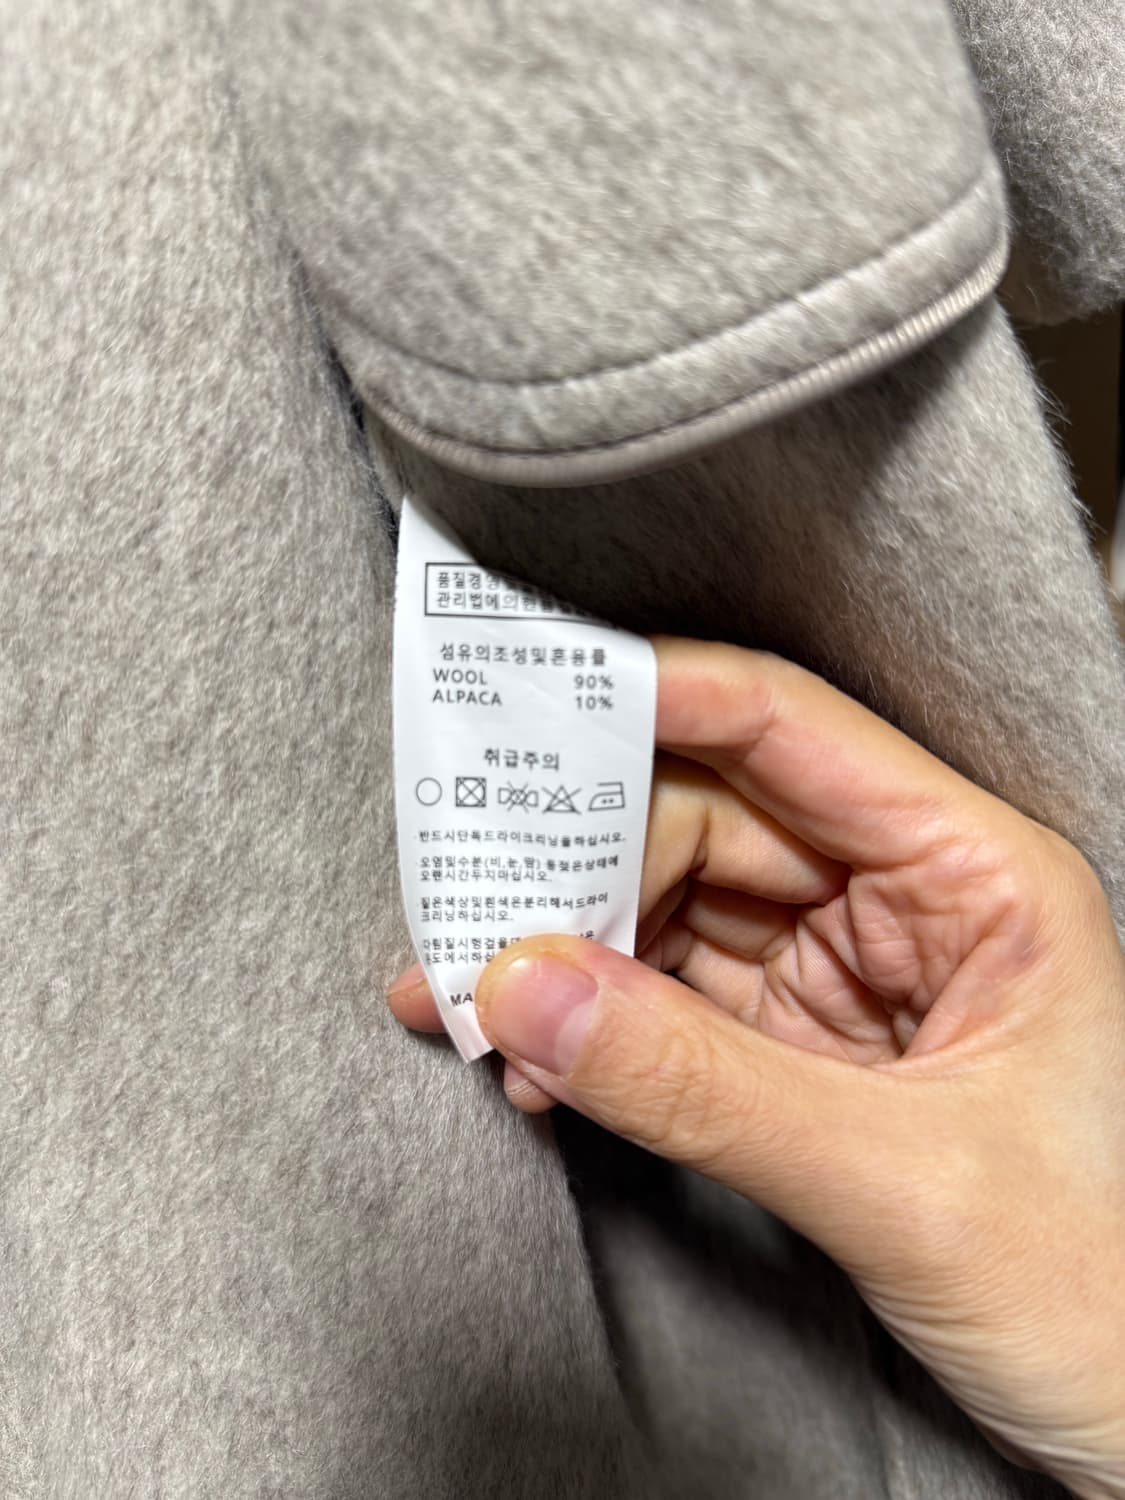 품질경영
관리법에의한
섬유의조성및혼용률
WOOL 90%
ALPACA 10%
취급주의
·반드시단독드라이크리닝을하십시오.
·오염및수분(비,눈,땀) 등젖은상태에
오랜시간두지마십시오.
·짙은색상및흰색은분리해서드라이
크리닝하십시오.